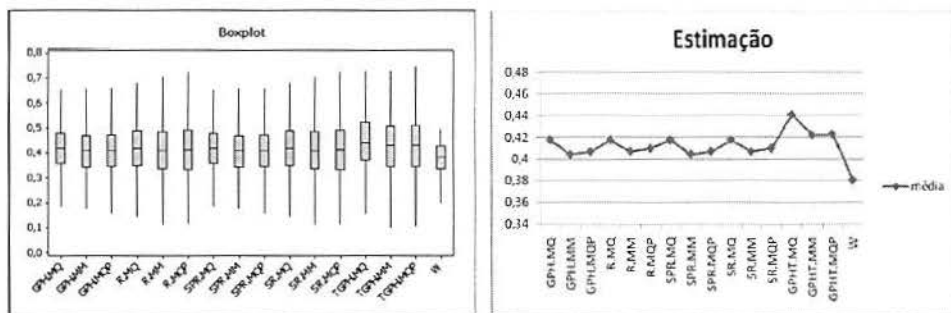 Boxplot
0,8
0,7
0,6
0,5
0,4
0,3
0,2
0,1
0,0
GPH.MQ
GPH.MM
GPH.MQP
R.MQ
R.MM
R.MQP
SPR.MQ
SPR.MM
SPR.MQP
SR.MQ
SR.MM
SR.MQP
TGPH.MQ
TGPH.MM
TGPH.MQP
W
Estimação
0,48
0,46
0,44
0,42
0,4
0,38
0,36
0,34
GPH.MQ
GPH.MM
GPH.MQP
R.MQ
R.MM
R.MQP
SPR.MQ
SPR.MM
SPR.MQP
SR.MQ
SR.MM
SR.MQP
GPHT.MQ
GPHT.MM
GPHT.MQP
W
média